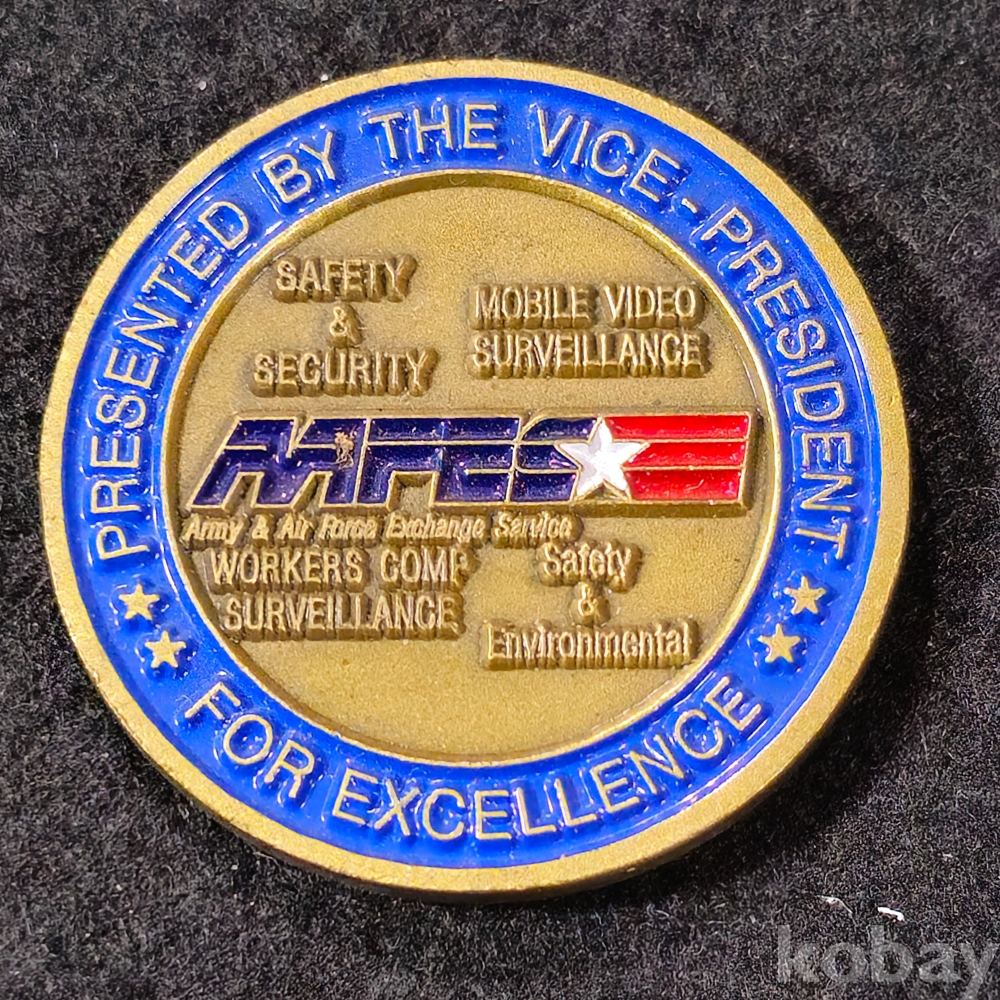 PRESENTED BY THE VICE-PRESIDENT
SAFETY
&
SECURITY
MOBILE VIDEO
SURVEILLANCE
AAFES
Army & Air Force Exchange Service
WORKERS COMP
SURVEILLANCE
Safety
&
Environmental
FOR EXCELLENCE
kobay